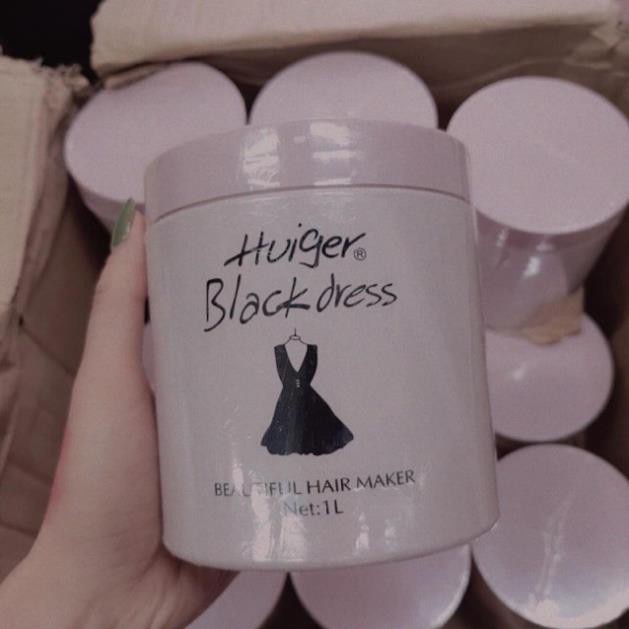 Huiger®
Black dress
BEAUTIFUL HAIR MAKER
Net:1L